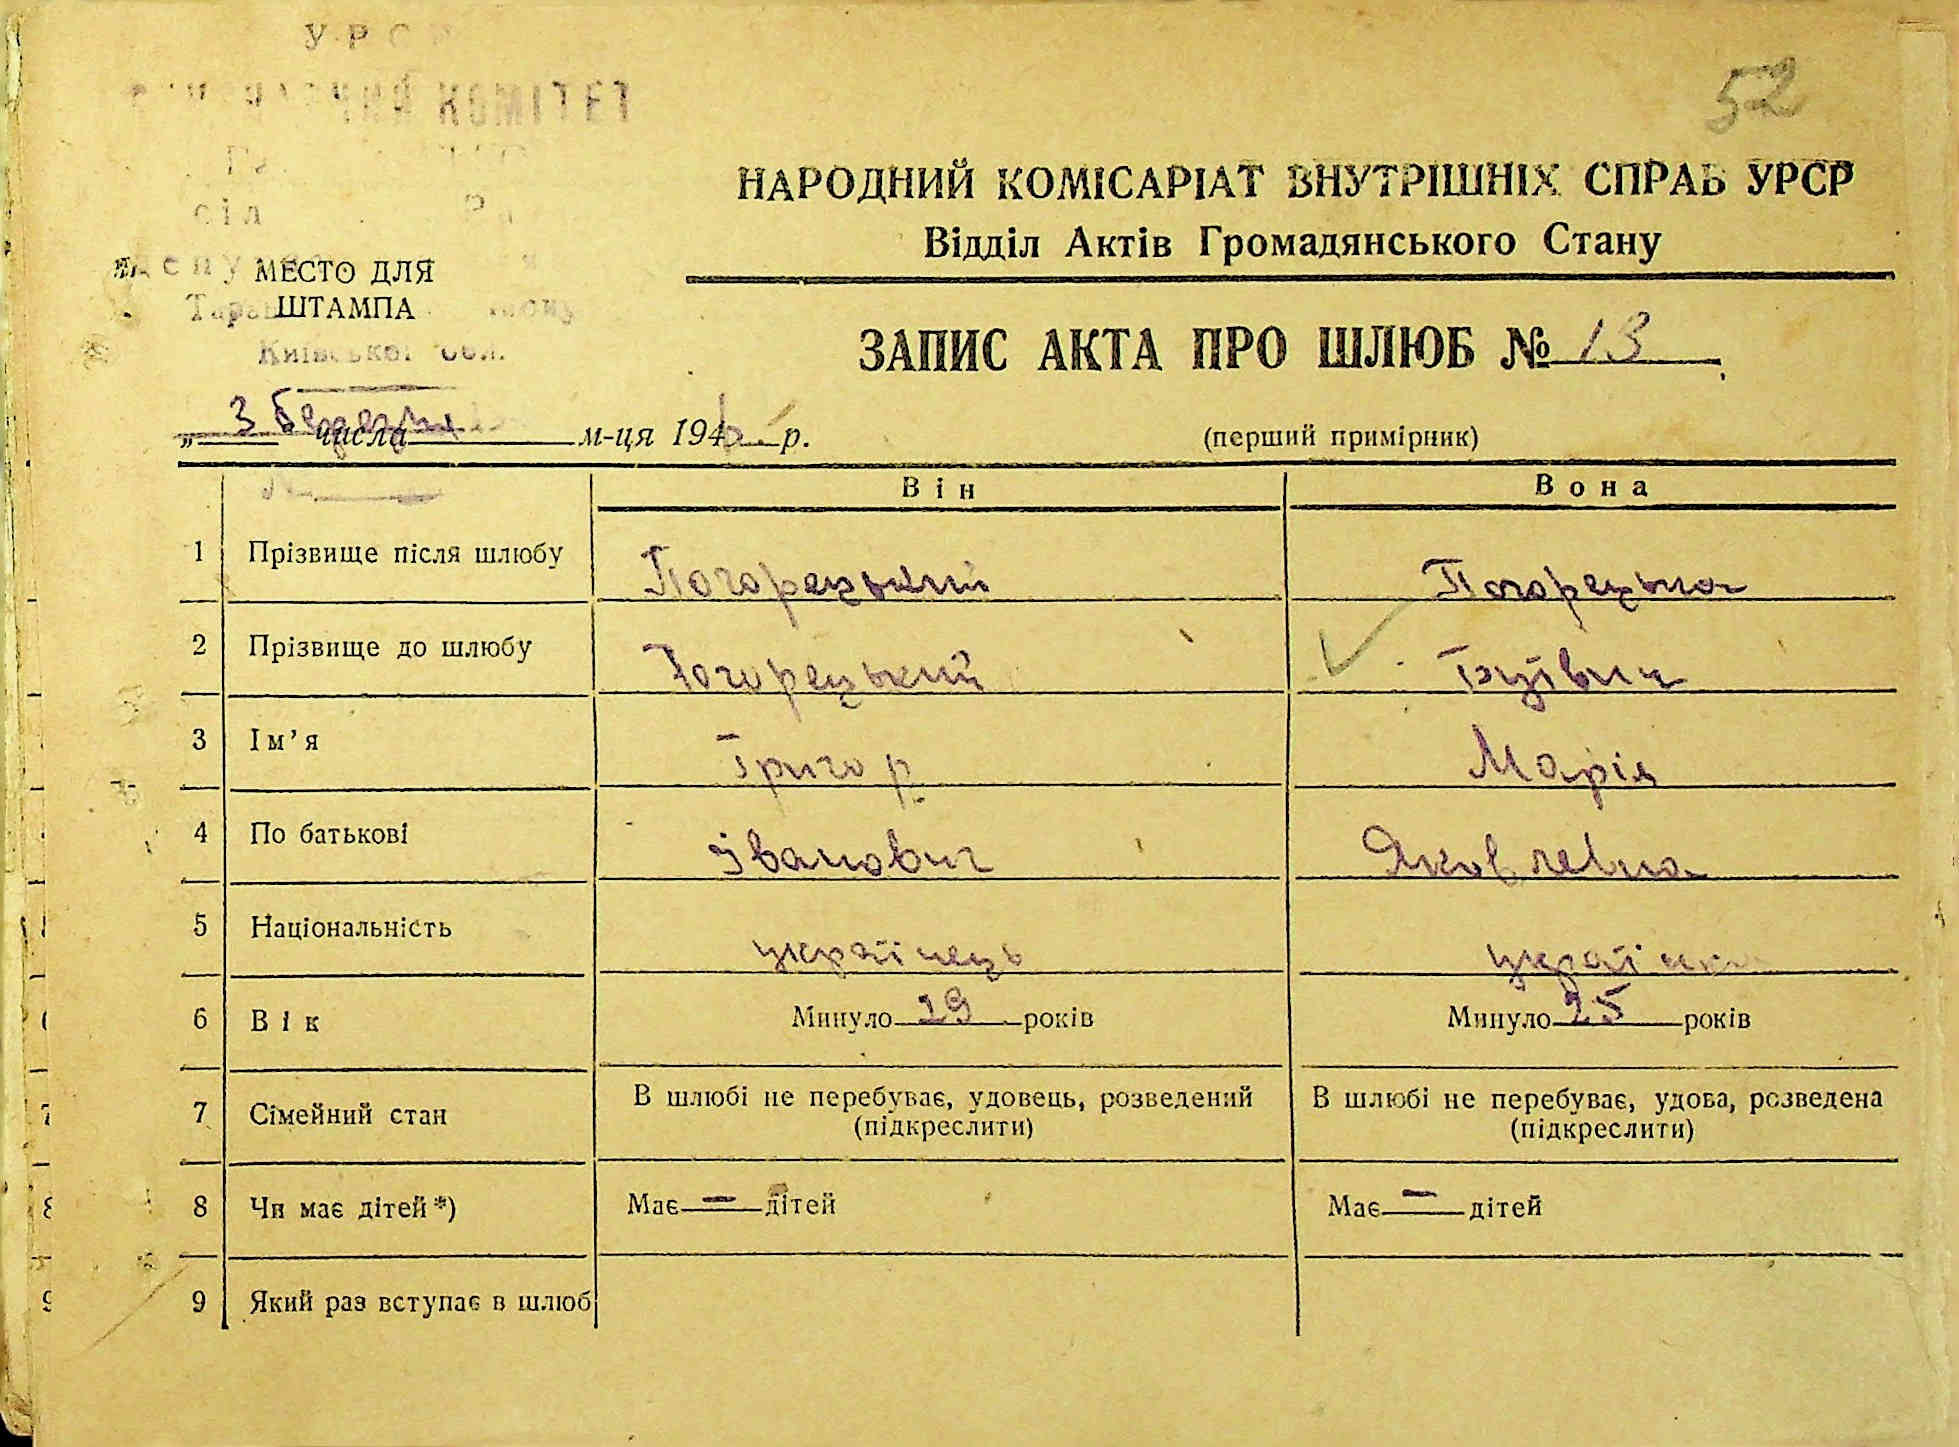 УРСР
КОМІТЕТ
52
НАРОДНИЙ КОМІСАРІАТ ВНУТРІШНІХ СПРАВ УРСР
Відділ Актів Громадянського Стану
МЕСТО ДЛЯ
ШТАМПА
Київської обл.
ЗАПИС АКТА ПРО ШЛЮБ № 13
„ 3 березня числа м-ця 1946 р.
(перший примірник)
Він Вона
1 Прізвище після шлюбу Погорецький Погорецька
2 Прізвище до шлюбу Погорецький
3 Ім’я Григор Марія
4 По батькові Іванович Яковлевна
5 Національність українець українка
6 Вік Минуло 29 років Минуло 25 років
7 Сімейний стан В шлюбі не перебуває, удовець, розведений (підкреслити) В шлюбі не перебуває, удова, розведена (підкреслити)
8 Чи має дітей*) Має — дітей Має — дітей
9 Який раз вступає в шлюб